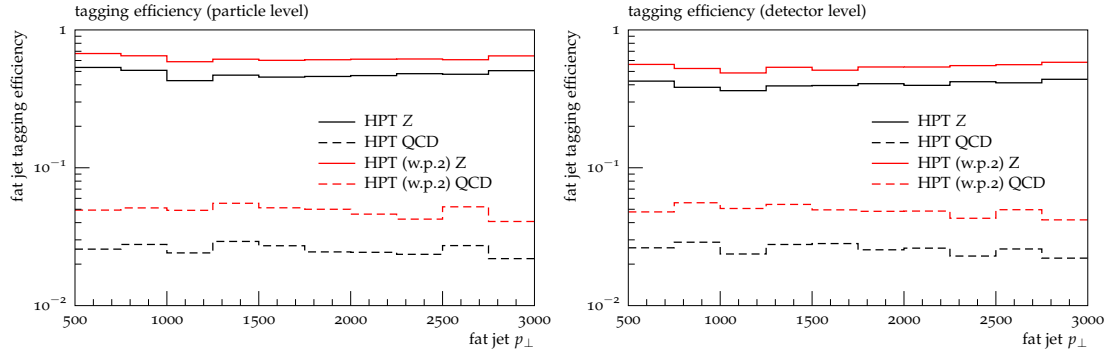 tagging efficiency (particle level)
fat jet tagging efficiency
1
10⁻¹
10⁻²
HPT Z
HPT QCD
HPT (w.p.2) Z
HPT (w.p.2) QCD
500 1000 1500 2000 2500 3000
fat jet p⊥
tagging efficiency (detector level)
fat jet tagging efficiency
1
10⁻¹
10⁻²
HPT Z
HPT QCD
HPT (w.p.2) Z
HPT (w.p.2) QCD
500 1000 1500 2000 2500 3000
fat jet p⊥